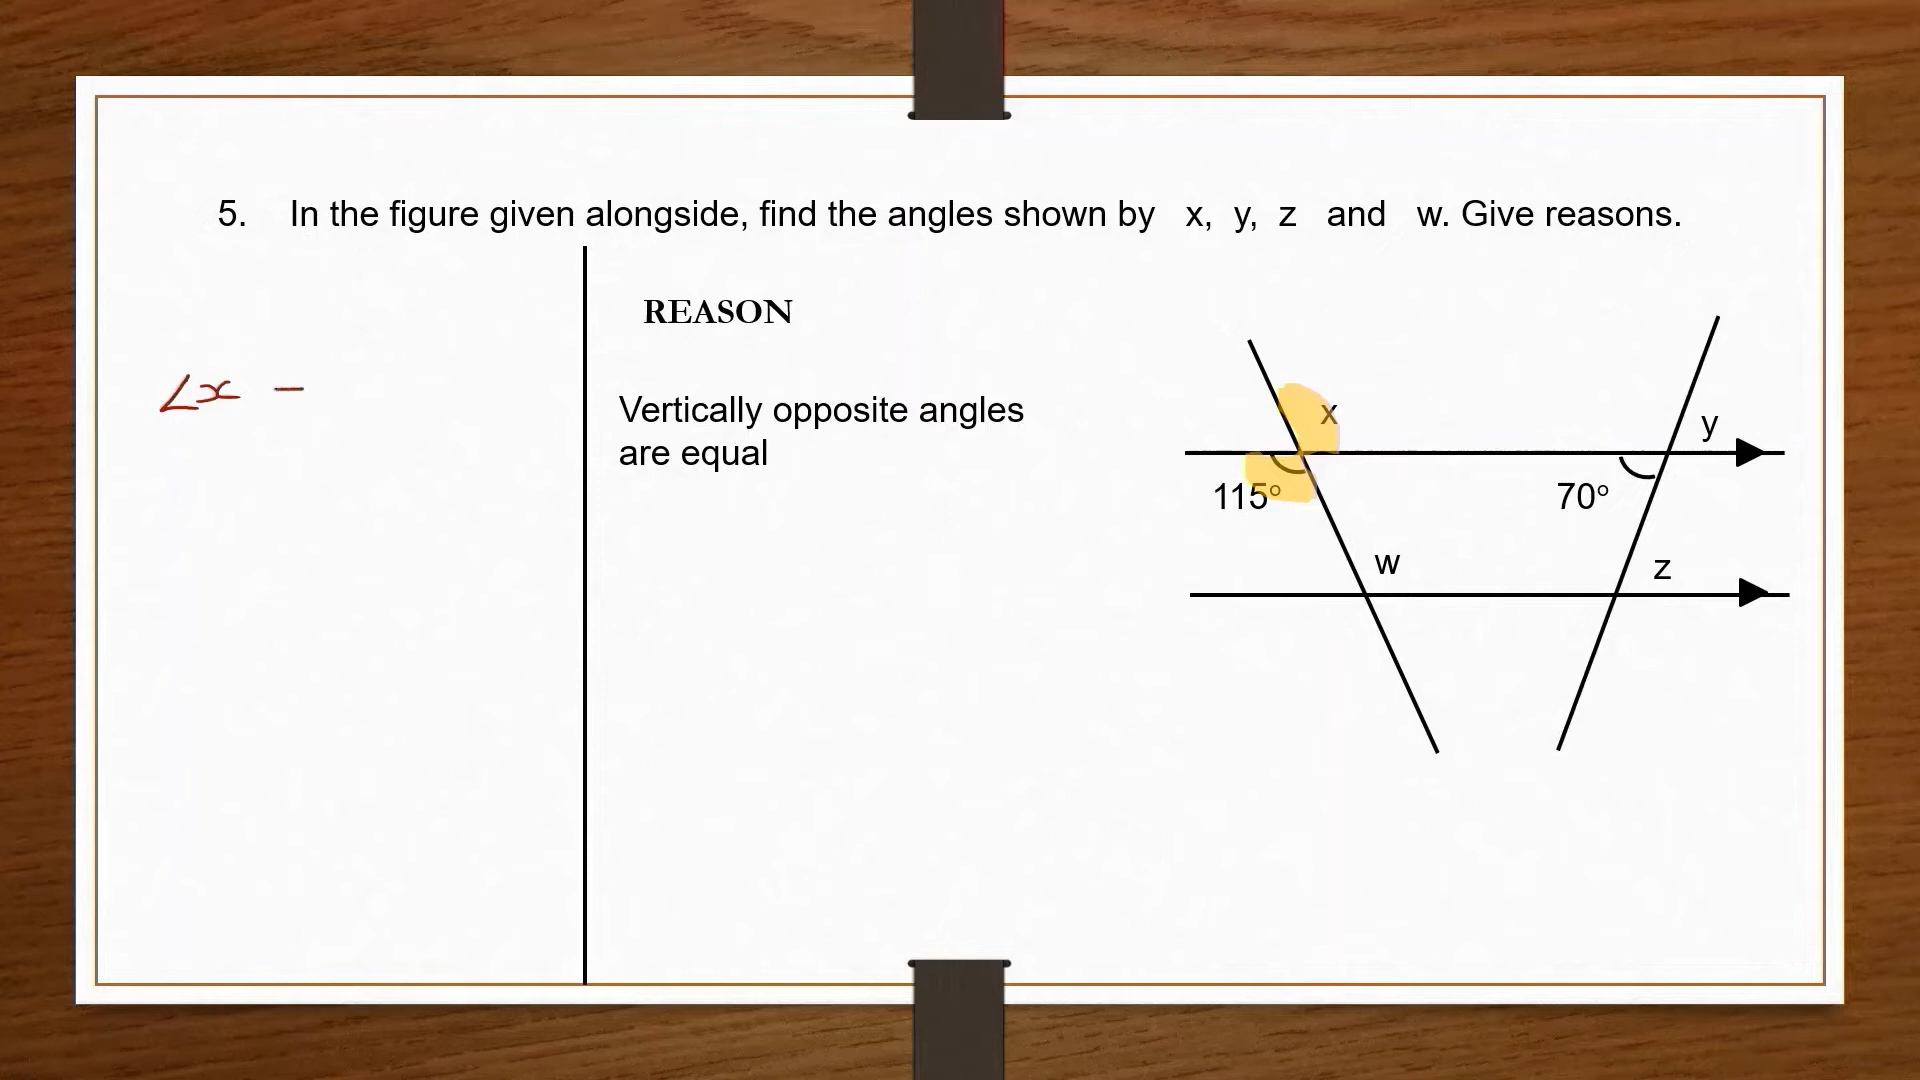 5. In the figure given alongside, find the angles shown by x, y, z and w. Give reasons.
REASON
∠x –
Vertically opposite angles
are equal
x
y
115°
70°
w
z